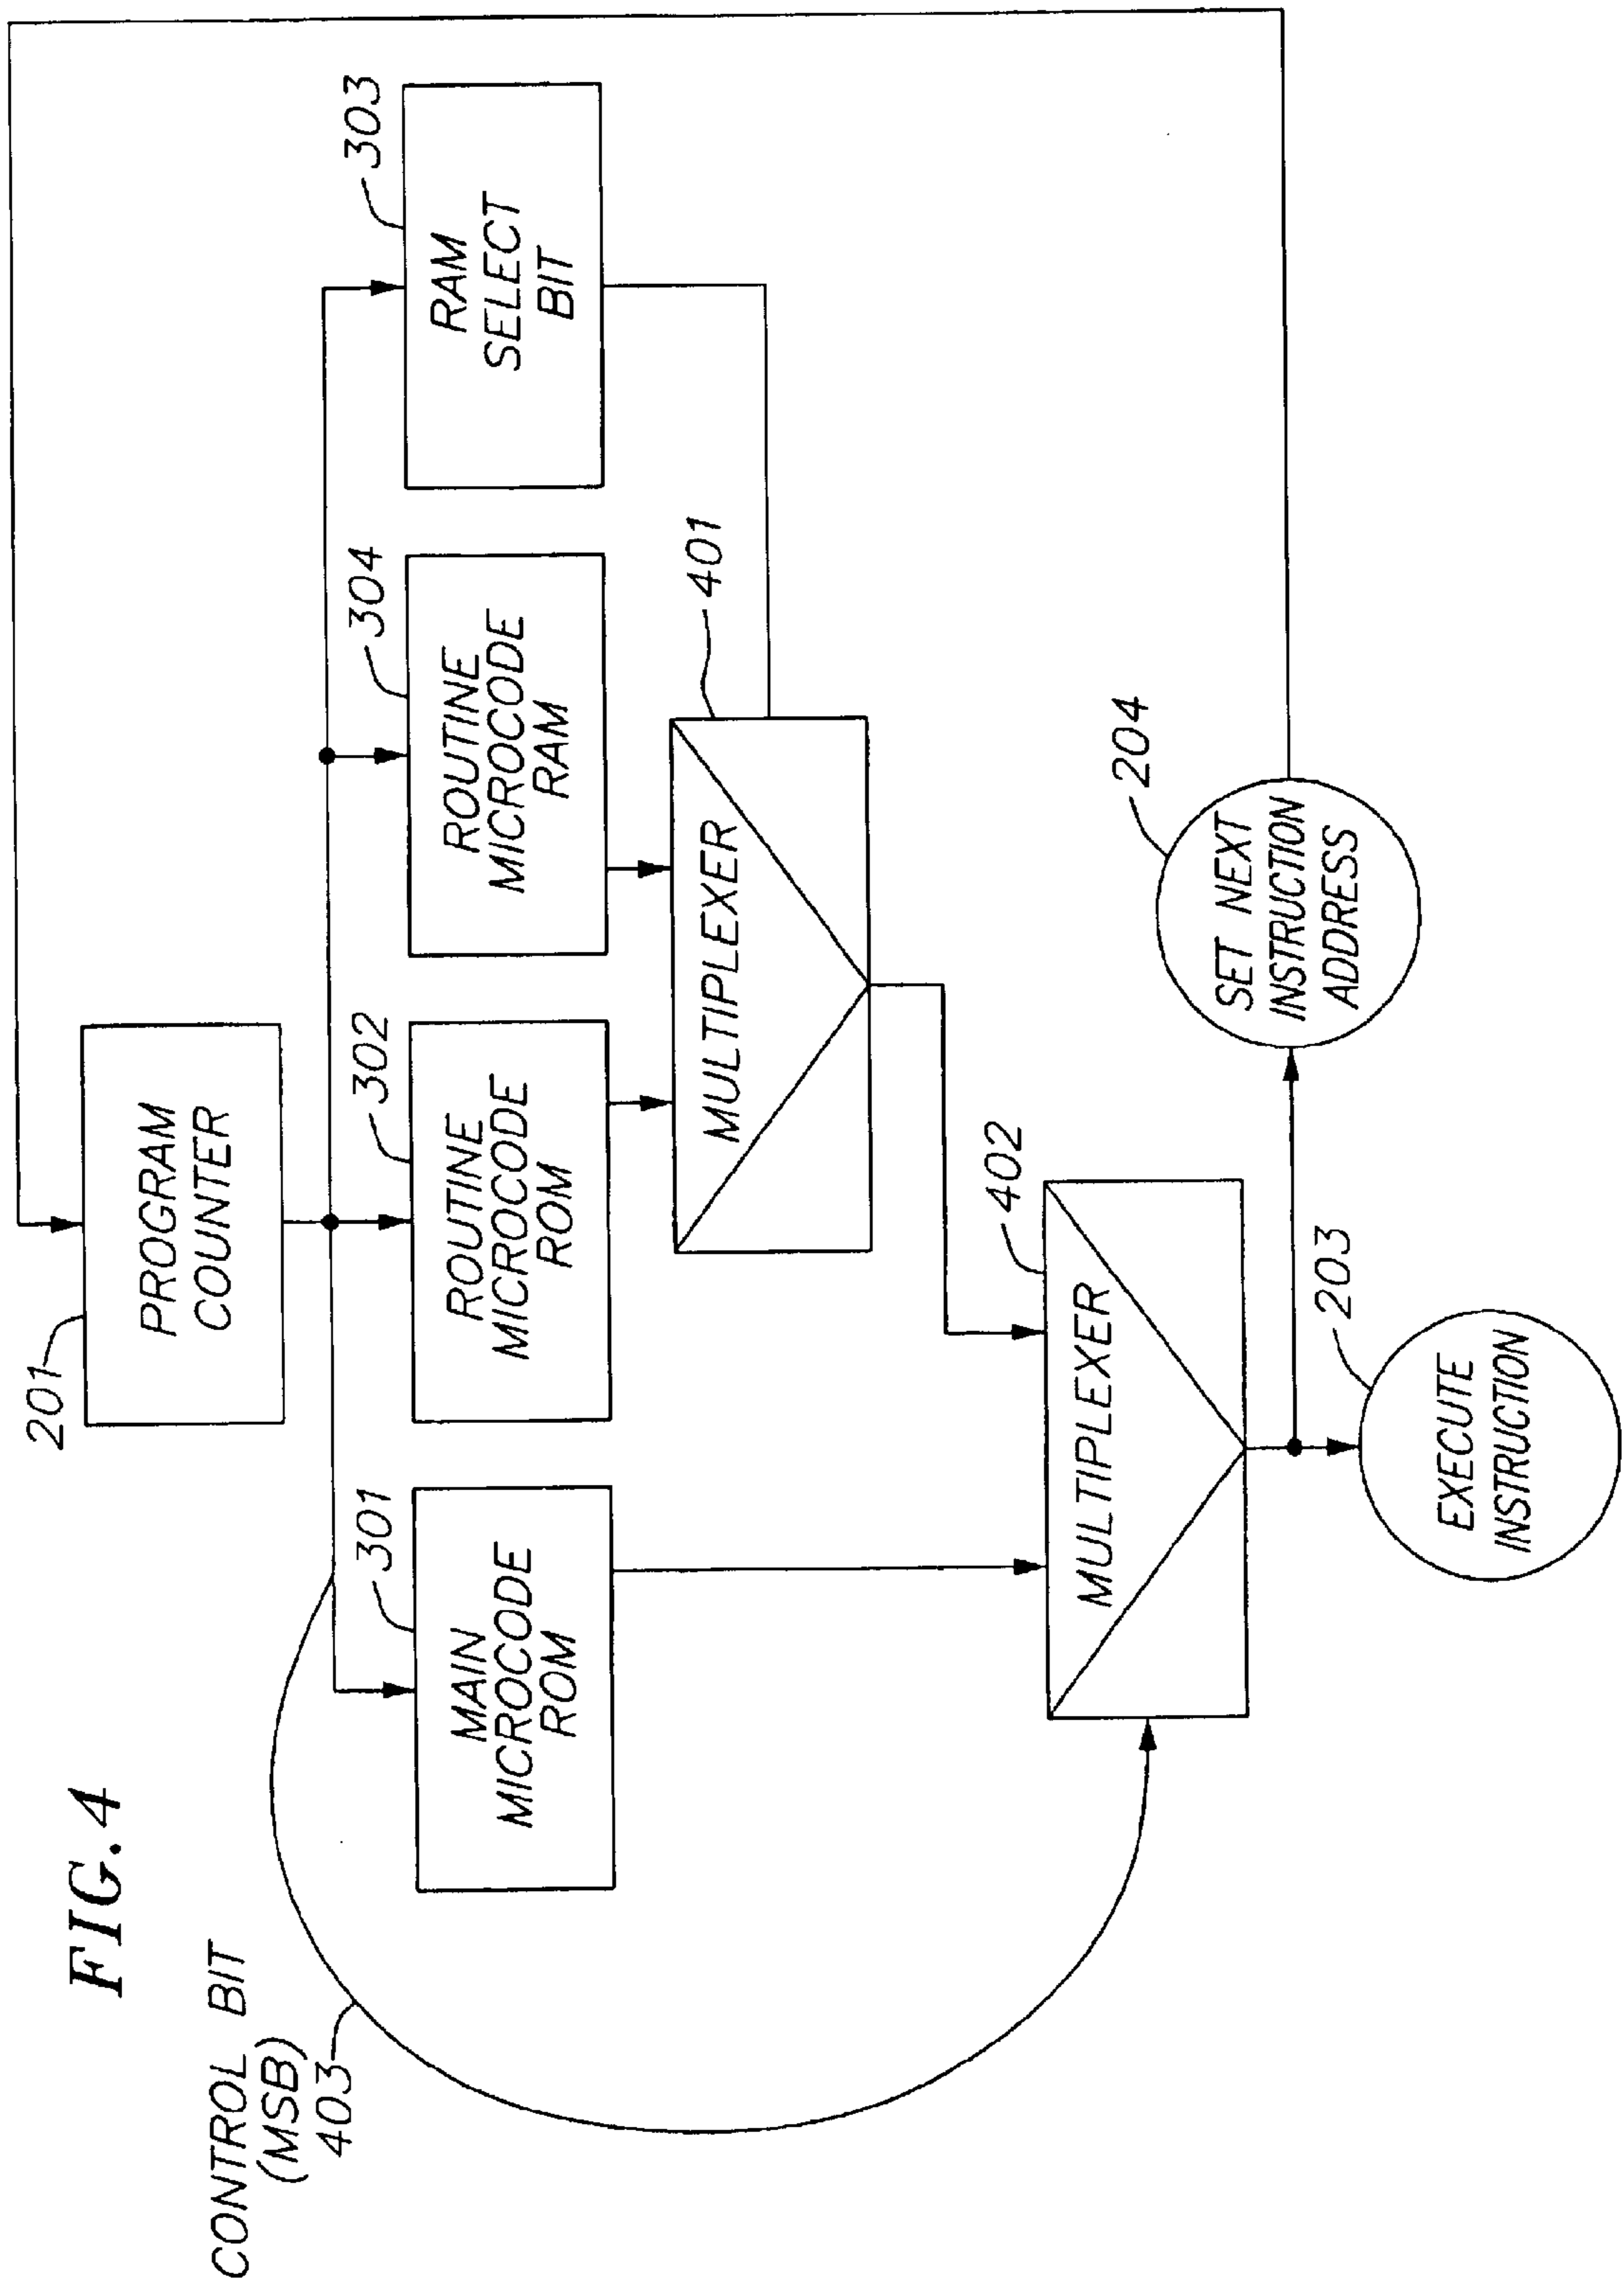 FIG.4
CONTROL BIT
(MSB)
403
201
PROGRAM
COUNTER
301
MAIN
MICROCODE
ROM
302
ROUTINE
MICROCODE
ROM
304
ROUTINE
MICROCODE
RAM
303
RAM
SELECT
BIT
401
MULTIPLEXER
402
MULTIPLEXER
203
EXECUTE
INSTRUCTION
204
SET NEXT
INSTRUCTION
ADDRESS